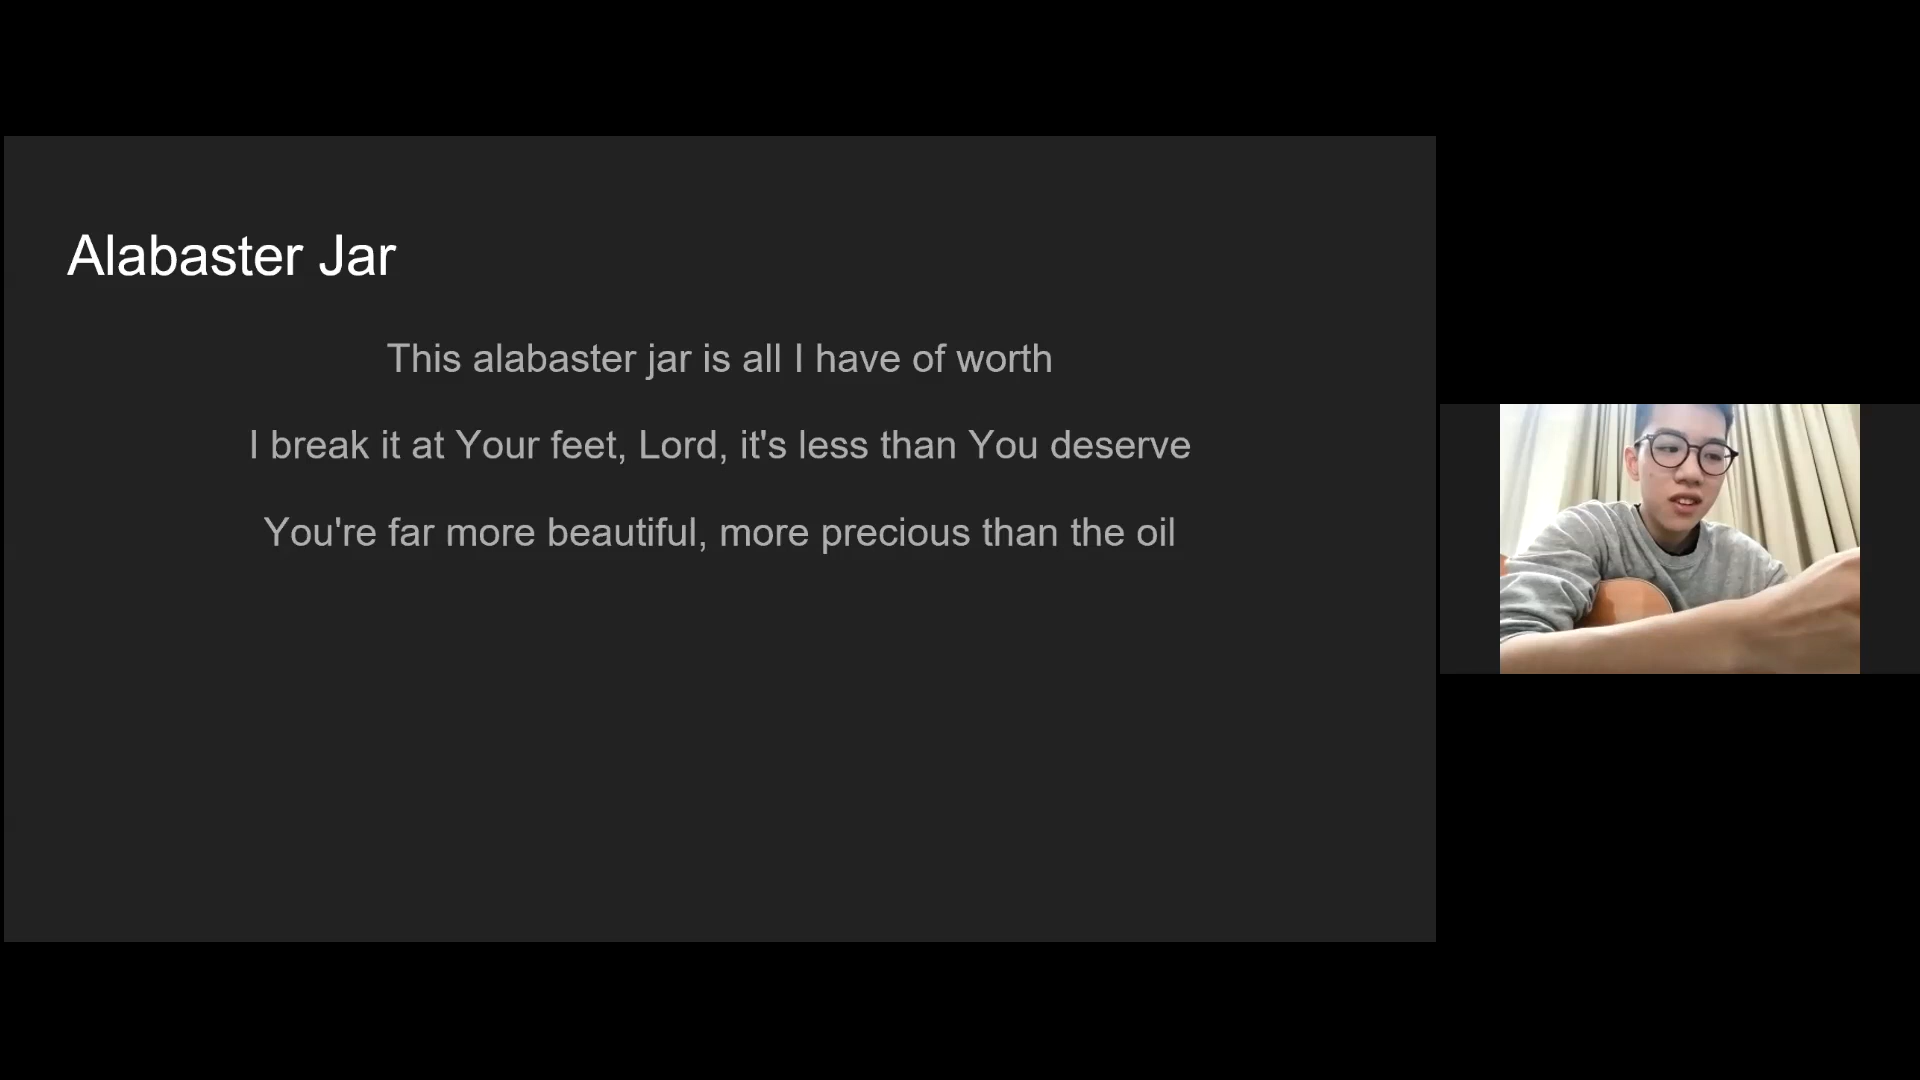 Alabaster Jar
This alabaster jar is all I have of worth
I break it at Your feet, Lord, it's less than You deserve
You're far more beautiful, more precious than the oil